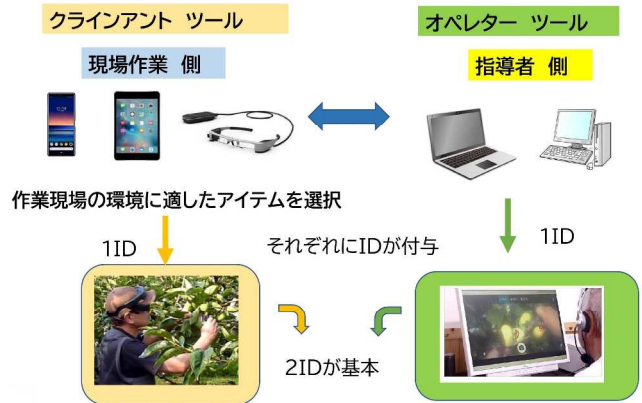 クラインアント ツール
オペレター ツール
現場作業 側
指導者 側
作業現場の環境に適したアイテムを選択
1ID
それぞれにIDが付与
1ID
2IDが基本